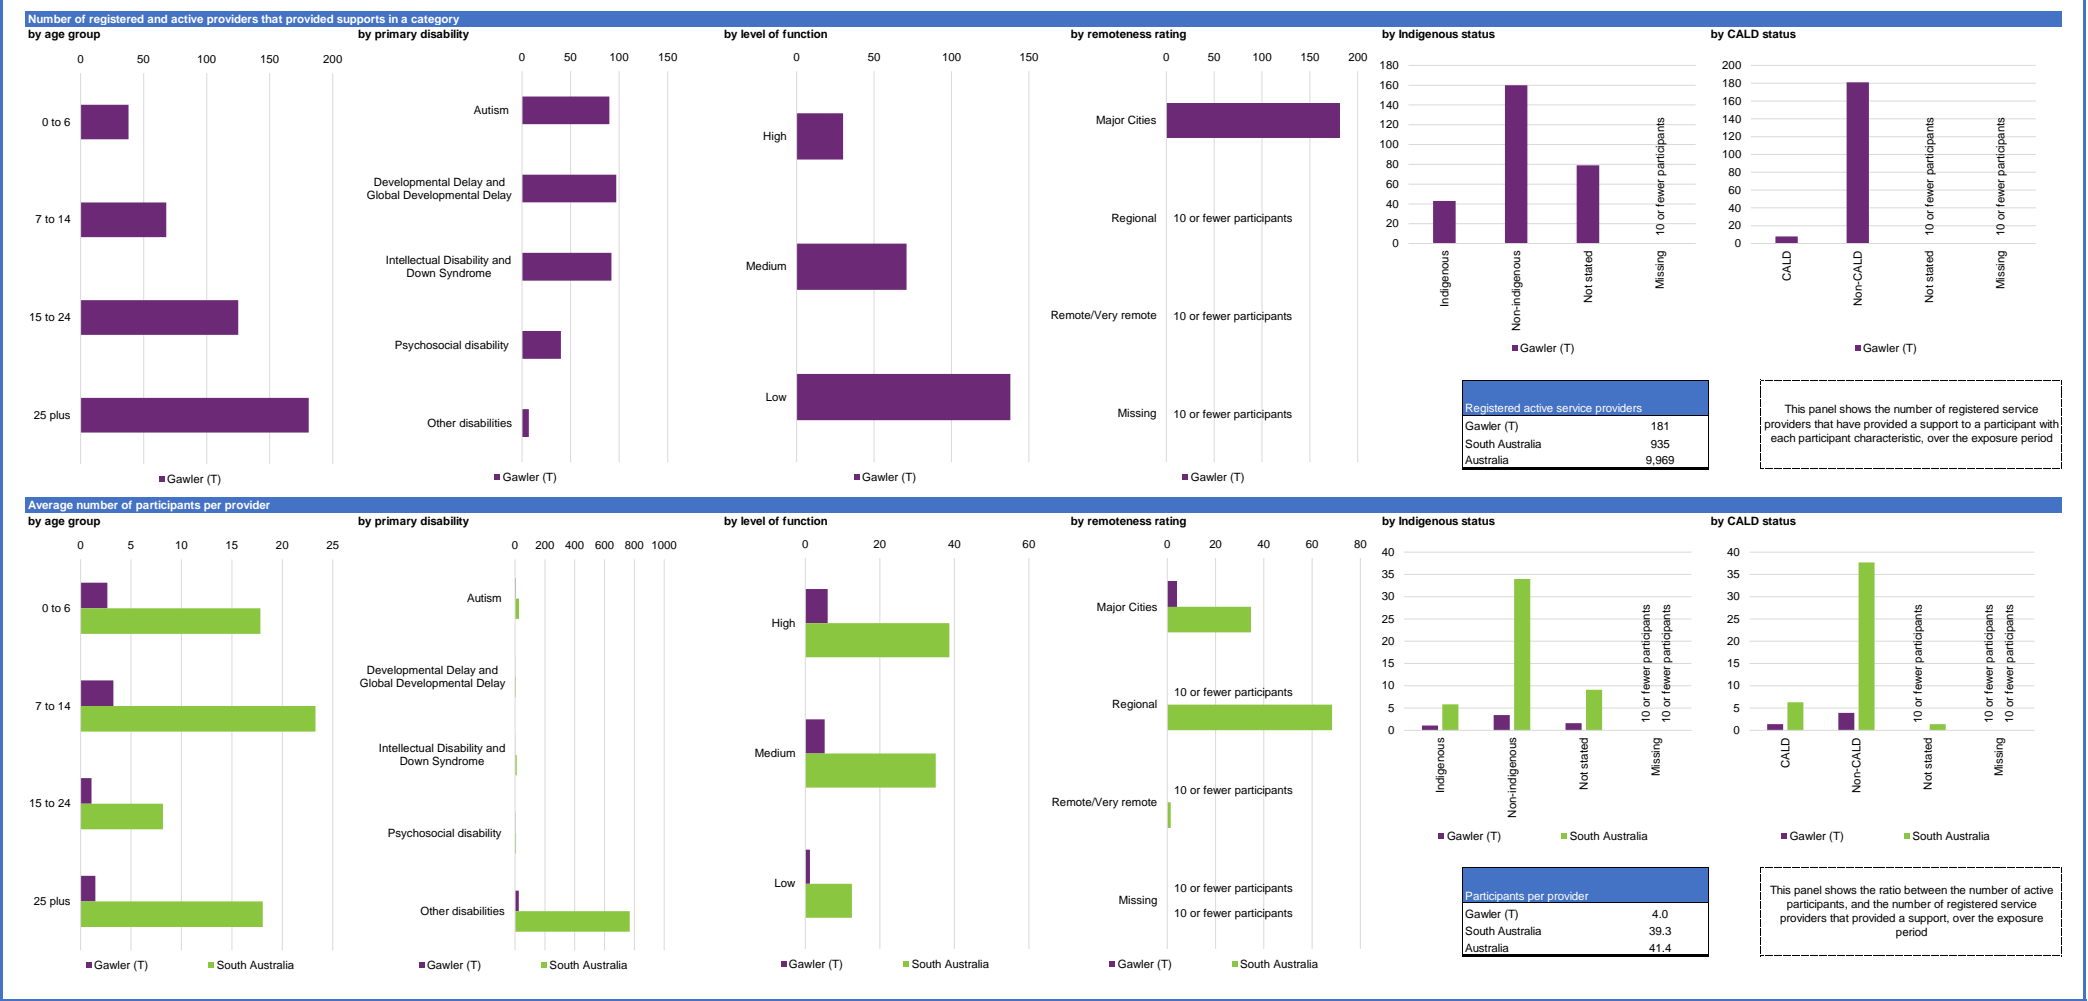 Number of registered and active providers that provided supports in a category
by age group
0 50 100 150 200
0 to 6
7 to 14
15 to 24
25 plus
Gawler (T)
by primary disability
0 50 100 150
Autism
Developmental Delay and
Global Developmental Delay
Intellectual Disability and
Down Syndrome
Psychosocial disability
Other disabilities
Gawler (T)
by level of function
0 50 100 150
High
Medium
Low
Gawler (T)
by remoteness rating
0 50 100 150 200
Major Cities
Regional 10 or fewer participants
Remote/Very remote 10 or fewer participants
Missing 10 or fewer participants
Gawler (T)
by Indigenous status
180
160
140
120
100
80
60
40
20
0
10 or fewer participants
Indigenous
Non-indigenous
Not stated
Missing
Gawler (T)
by CALD status
200
180
160
140
120
100
80
60
40
20
0
10 or fewer participants
10 or fewer participants
CALD
Non-CALD
Not stated
Missing
Gawler (T)
Registered active service providers
Gawler (T) 181
South Australia 935
Australia 9,969
This panel shows the number of registered service
providers that have provided a support to a participant with
each participant characteristic, over the exposure period
Average number of participants per provider
by age group
0 5 10 15 20 25
0 to 6
7 to 14
15 to 24
25 plus
Gawler (T) South Australia
by primary disability
0 200 400 600 800 1000
Autism
Developmental Delay and
Global Developmental Delay
Intellectual Disability and
Down Syndrome
Psychosocial disability
Other disabilities
Gawler (T) South Australia
by level of function
0 20 40 60
High
Medium
Low
Gawler (T) South Australia
by remoteness rating
0 20 40 60 80
Major Cities
10 or fewer participants
Regional
10 or fewer participants
Remote/Very remote
10 or fewer participants
Missing
10 or fewer participants
Gawler (T) South Australia
by Indigenous status
40
35
30
25
20
15
10
5
0
10 or fewer participants
10 or fewer participants
Indigenous
Non-indigenous
Not stated
Missing
Gawler (T) South Australia
by CALD status
40
35
30
25
20
15
10
5
0
10 or fewer participants
10 or fewer participants
10 or fewer participants
CALD
Non-CALD
Not stated
Missing
Gawler (T) South Australia
Participants per provider
Gawler (T) 4.0
South Australia 39.3
Australia 41.4
This panel shows the ratio between the number of active
participants, and the number of registered service
providers that provided a support, over the exposure
period